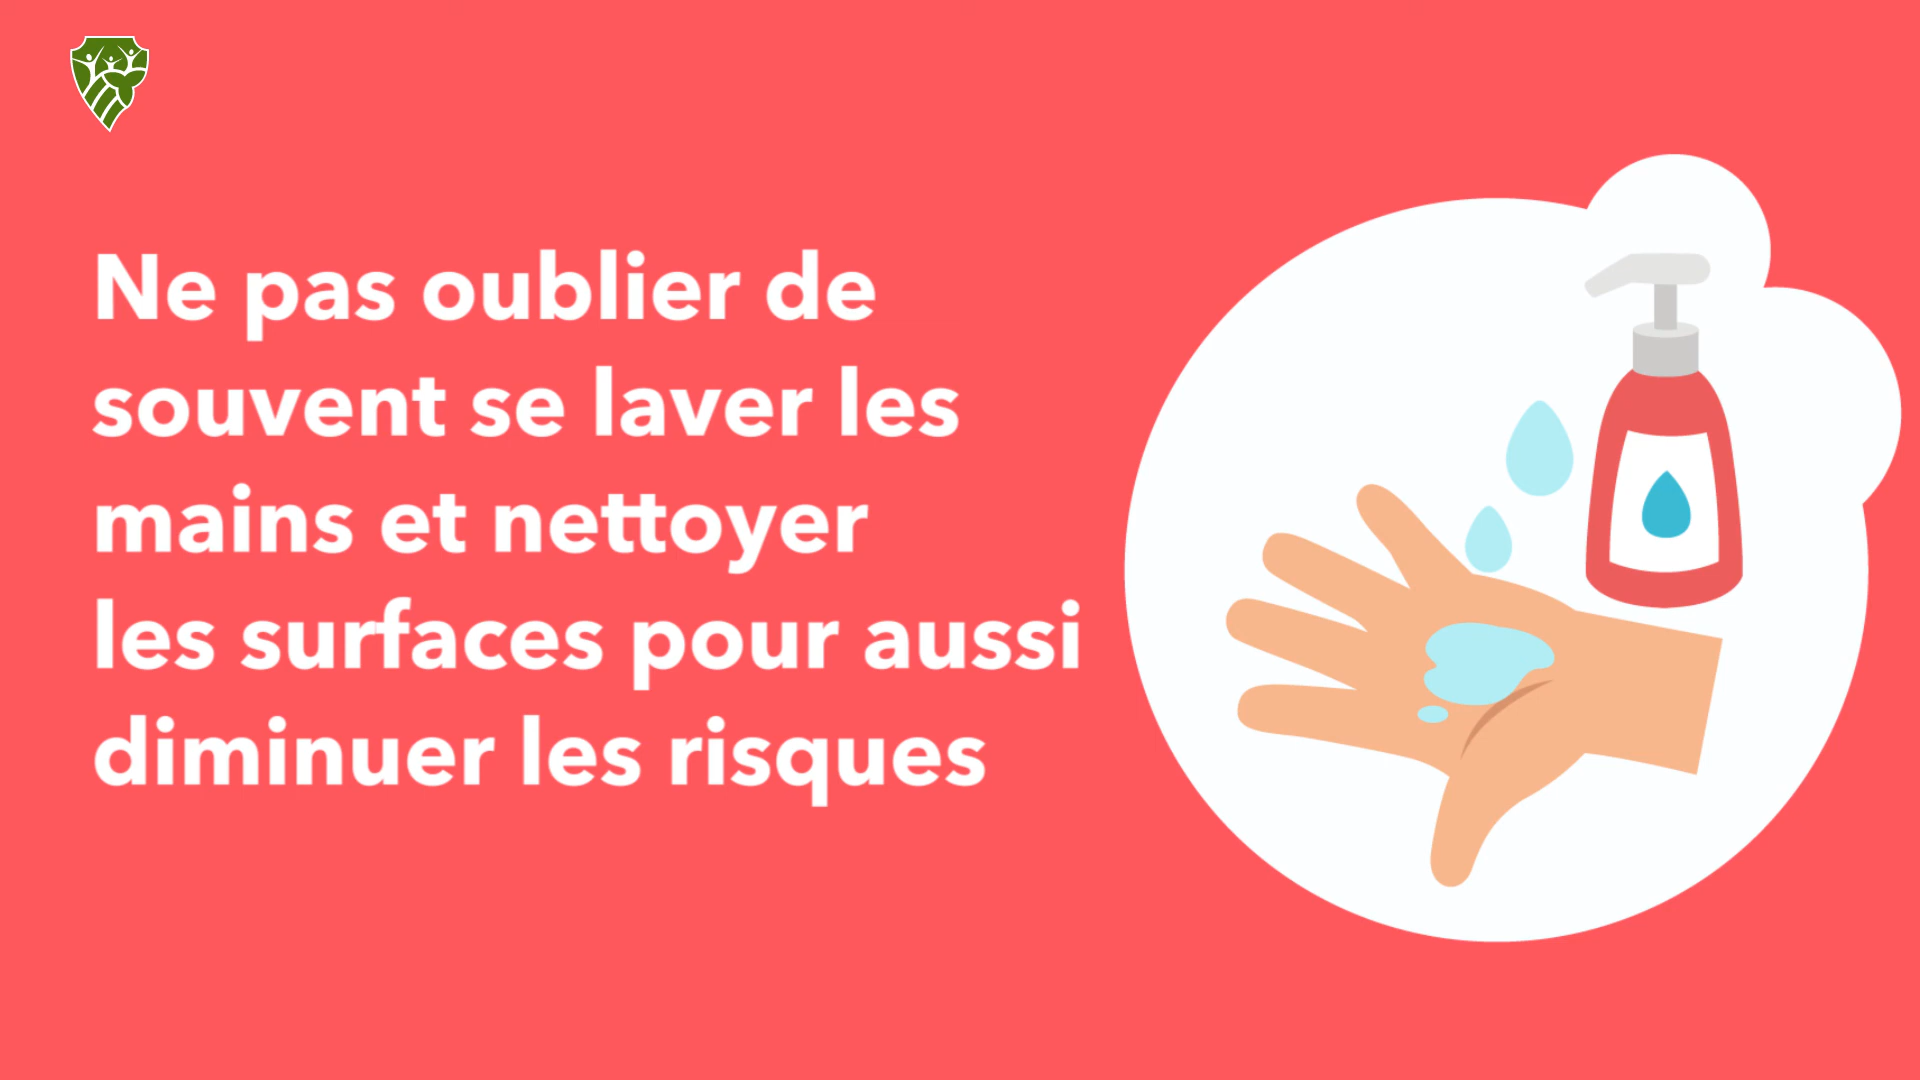 Ne pas oublier de
souvent se laver les
mains et nettoyer
les surfaces pour aussi
diminuer les risques